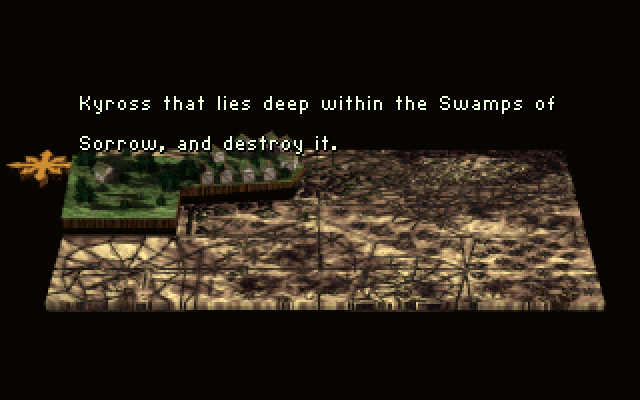 Kyross that lies deep within the Swamps of
Sorrow, and destroy it.